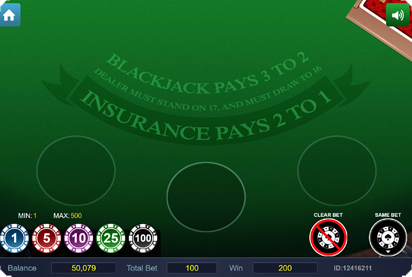 BLACKJACK PAYS 3 TO 2
DEALER MUST STAND ON 17, AND MUST DRAW TO 16
INSURANCE PAYS 2 TO 1
MIN: 1 MAX: 500
CLEAR BET SAME BET
1 5 10 25 100
Balance 50,079 Total Bet 100 Win 200 ID:12416211